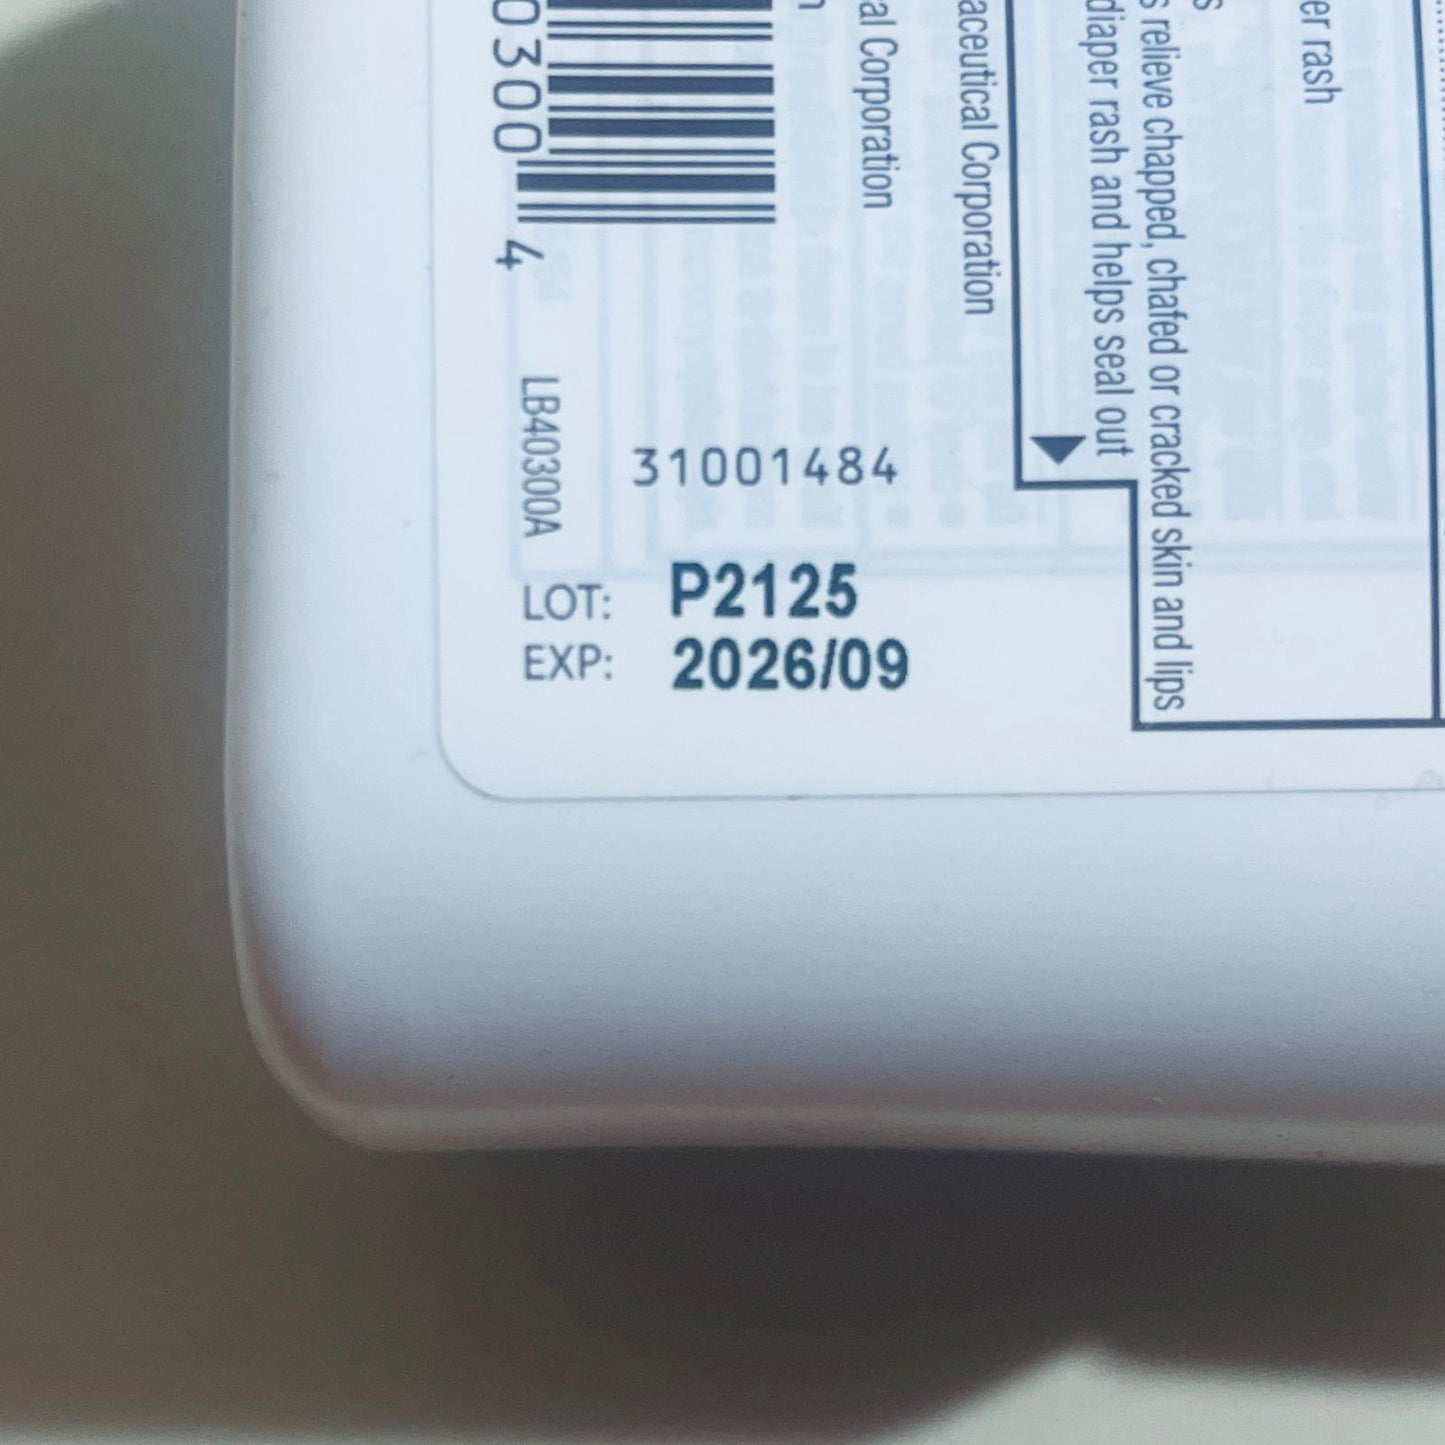 00300 4
LB40300A
31001484
LOT: P2125
EXP: 2026/09
al Corporation
aceutical Corporation
er rash
s relieve chapped, chafed or cracked skin and lips
diaper rash and helps seal out